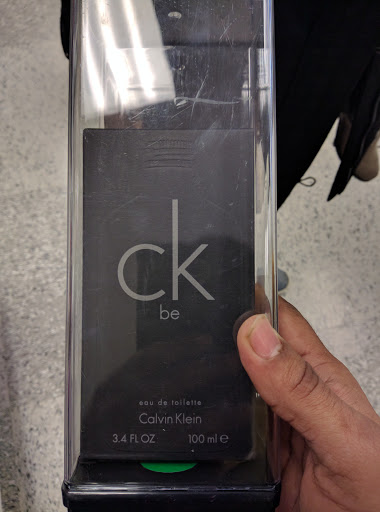 ck
be
eau de toilette
Calvin Klein
3.4 FL OZ 100 ml ℮